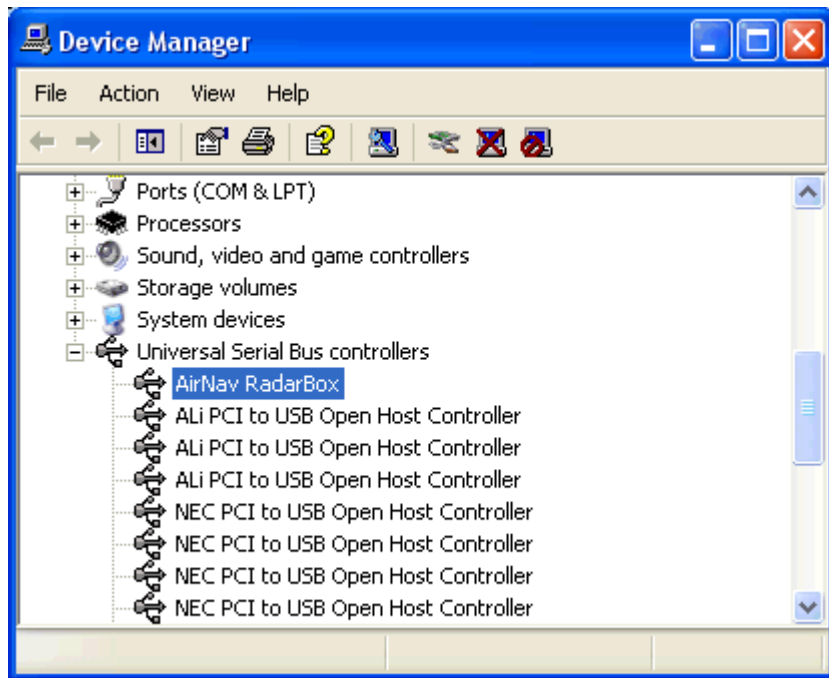 Device Manager
File Action View Help
Ports (COM & LPT)
Processors
Sound, video and game controllers
Storage volumes
System devices
Universal Serial Bus controllers
AirNav RadarBox
ALi PCI to USB Open Host Controller
ALi PCI to USB Open Host Controller
ALi PCI to USB Open Host Controller
NEC PCI to USB Open Host Controller
NEC PCI to USB Open Host Controller
NEC PCI to USB Open Host Controller
NEC PCI to USB Open Host Controller